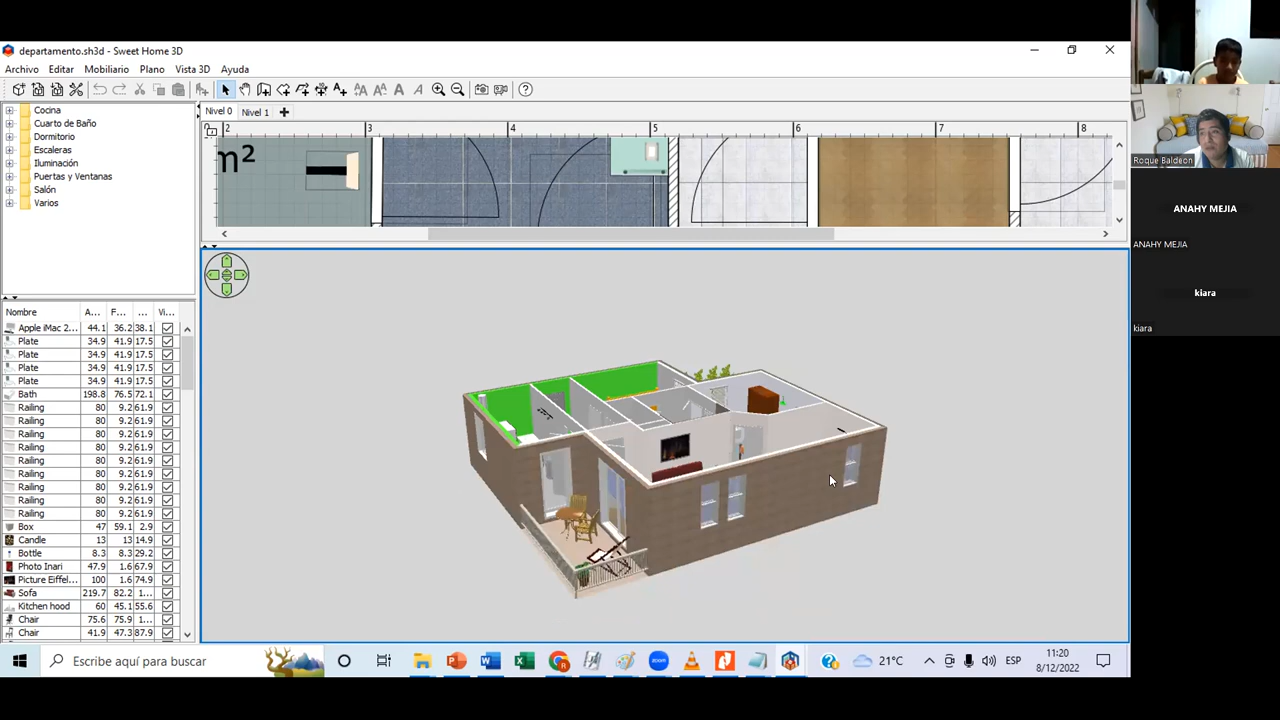 departamento.sh3d - Sweet Home 3D
Archivo Editar Mobiliario Plano Vista 3D Ayuda
Nivel 0 Nivel 1
2 3 4 5 6 7 8
m²
Cocina
Cuarto de Baño
Dormitorio
Escaleras
Iluminación
Puertas y Ventanas
Salón
Varios
Nombre A... F... ... Vi...
Apple iMac 2... 44.1 36.2 38.1
Plate 34.9 41.9 17.5
Plate 34.9 41.9 17.5
Plate 34.9 41.9 17.5
Plate 34.9 41.9 17.5
Bath 198.8 76.5 72.1
Railing 80 9.2 61.9
Railing 80 9.2 61.9
Railing 80 9.2 61.9
Railing 80 9.2 61.9
Railing 80 9.2 61.9
Railing 80 9.2 61.9
Railing 80 9.2 61.9
Railing 80 9.2 61.9
Railing 80 9.2 61.9
Box 47 59.1 2.9
Candle 13 13 13
Bottle 8.3 8.3 29.2
Photo Inari 47.9 1.6 67.9
Picture Eiffel... 100 1.6 74.9
Sofa 219.7 82.2 1...
Kitchen hood 60 45.1 55.6
Chair 75.6 75.9 1...
Chair 41.9 47.3 87.9
Roque Baldeon
ANAHY MEJIA
ANAHY MEJIA
kiara
kiara
Escribe aquí para buscar
21°C
ESP
11:20
8/12/2022